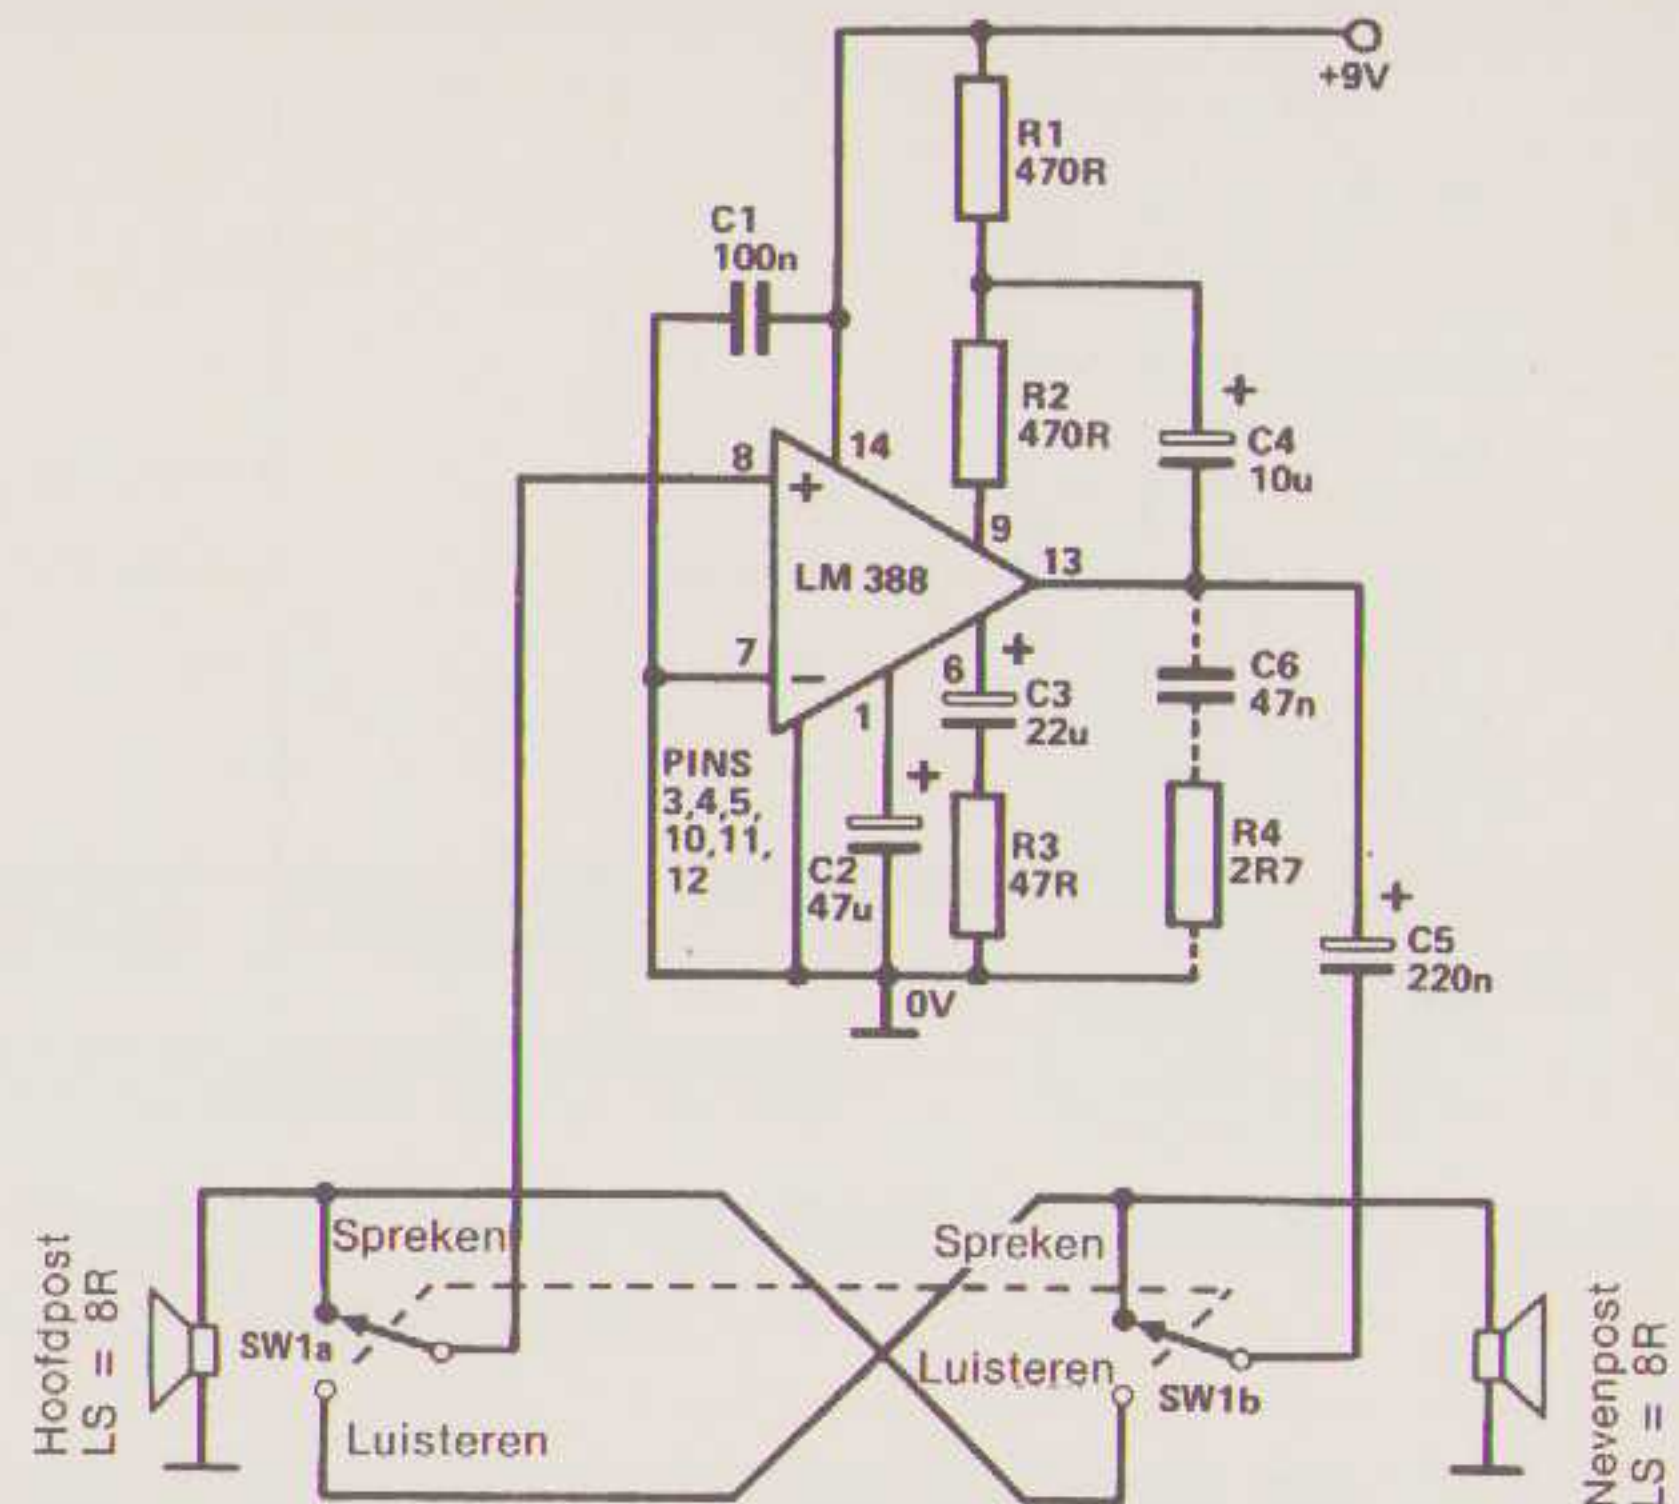 +9V
R1
470R
C1
100n
R2
470R
+
C4
10u
8
14
+
9
13
LM 388
7
−
6
+
C3
22u
C6
47n
1
PINS
3,4,5,
10,11,
12
+
C2
47u
R3
47R
R4
2R7
+
C5
220n
0V
Spreken
Spreken
Hoofdpost
LS = 8R
SW1a
Luisteren
Luisteren
SW1b
Nevenpost
LS = 8R